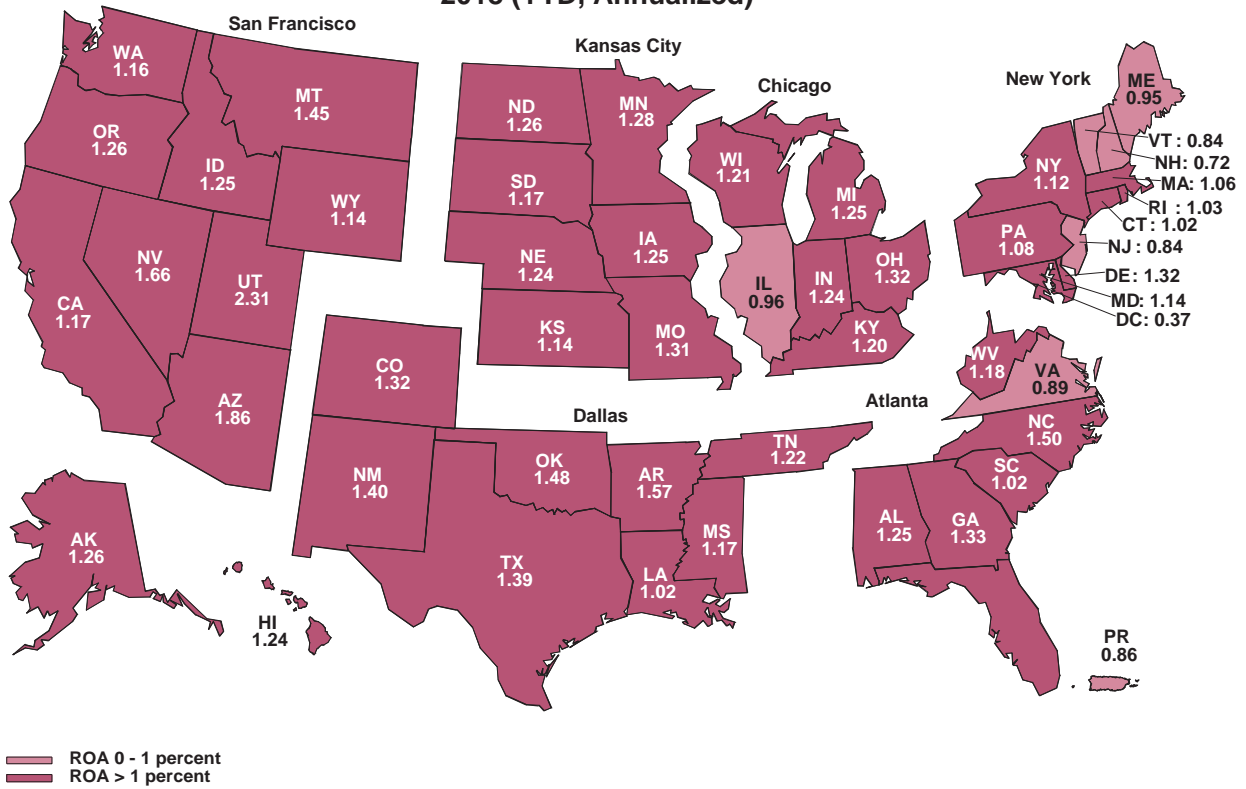 Annualized)
San Francisco
Kansas City
Chicago
New York
WA
1.16
MT
1.45
OR
1.26
ID
1.25
WY
1.14
NV
1.66
UT
2.31
CA
1.17
AZ
1.86
AK
1.26
HI
1.24
ND
1.26
MN
1.28
SD
1.17
NE
1.24
IA
1.25
KS
1.14
MO
1.31
WI
1.21
MI
1.25
IL
0.96
IN
1.24
OH
1.32
KY
1.20
ME
0.95
VT : 0.84
NH: 0.72
MA: 1.06
RI : 1.03
CT : 1.02
NJ : 0.84
DE: 1.32
MD: 1.14
DC: 0.37
NY
1.12
PA
1.08
Dallas
Atlanta
CO
1.32
NM
1.40
OK
1.48
AR
1.57
TN
1.22
TX
1.39
LA
1.02
MS
1.17
WV
1.18
VA
0.89
NC
1.50
SC
1.02
AL
1.25
GA
1.33
PR
0.86
ROA 0 - 1 percent
ROA > 1 percent